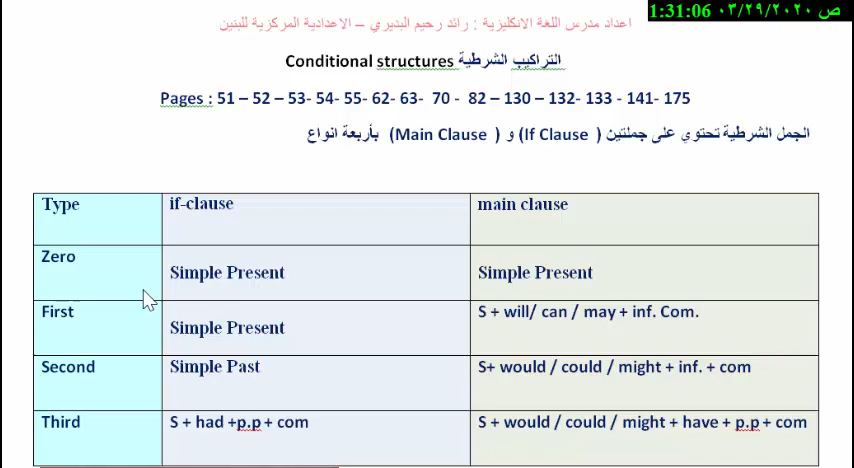 1:31:06 ٠٣/٢٩/٢٠٢٠ ص
اعداد مدرس اللغة الانكليزية : رائد رحيم البديري – الاعدادية المركزية للبنين
التراكيب الشرطية Conditional structures
Pages : 51 – 52 – 53- 54- 55- 62- 63- 70 - 82 – 130 – 132- 133 - 141- 175
الجمل الشرطية تحتوي على جملتين ( If Clause) و ( Main Clause) بأربعة انواع
Type if-clause main clause
Zero Simple Present Simple Present
First Simple Present S + will/ can / may + inf. Com.
Second Simple Past S+ would / could / might + inf. + com
Third S + had +p.p + com S + would / could / might + have + p.p + com